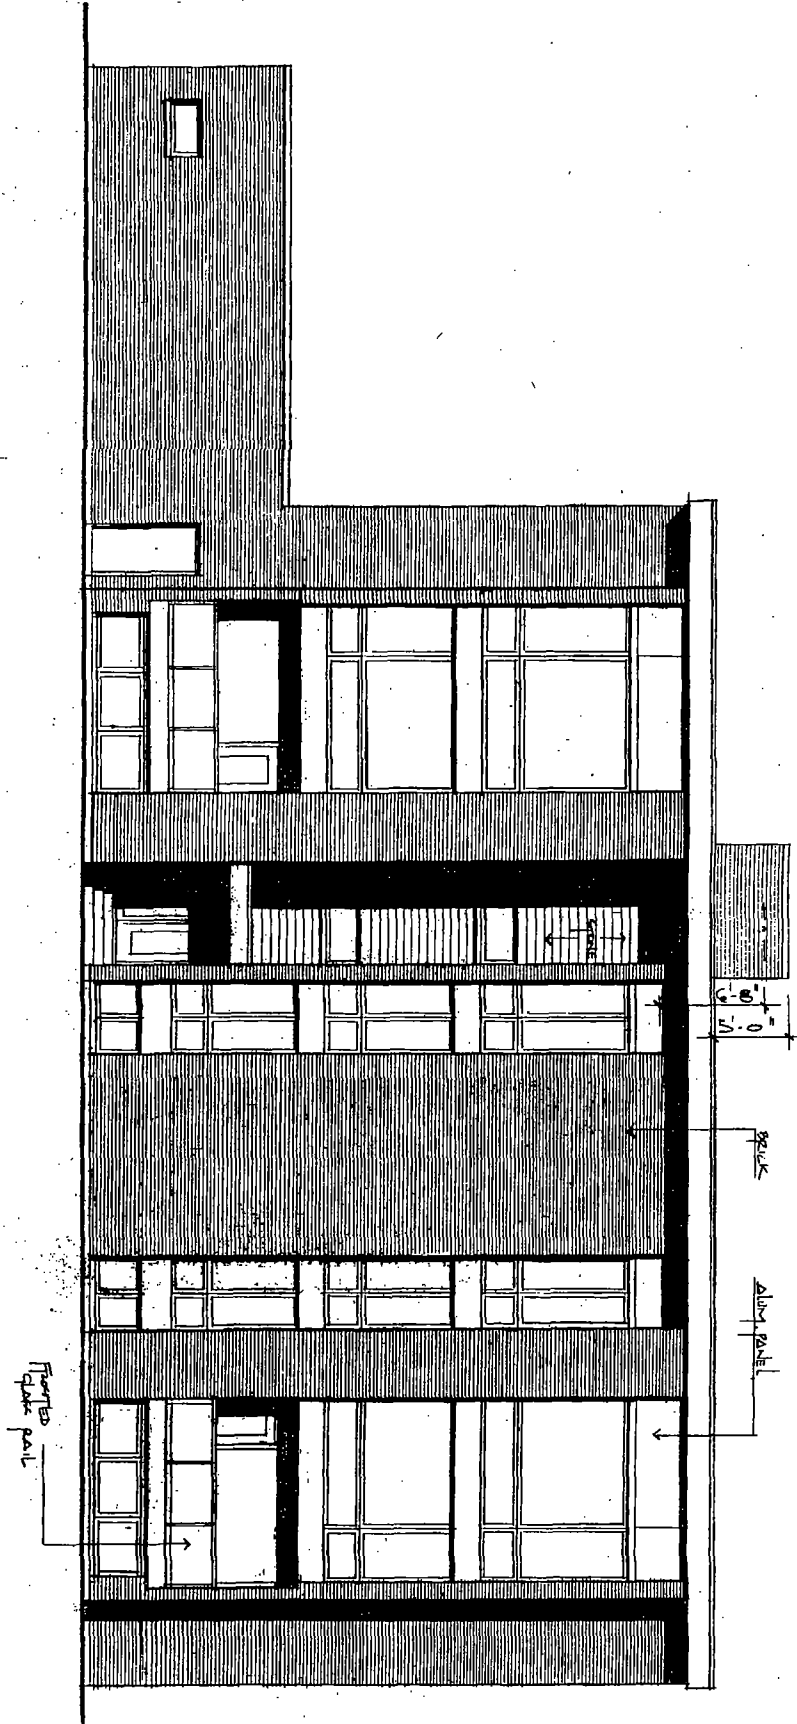 STONE
6'-8"
5'-0"
BRICK
ALUM. PANEL
FROSTED
GLASS RAIL